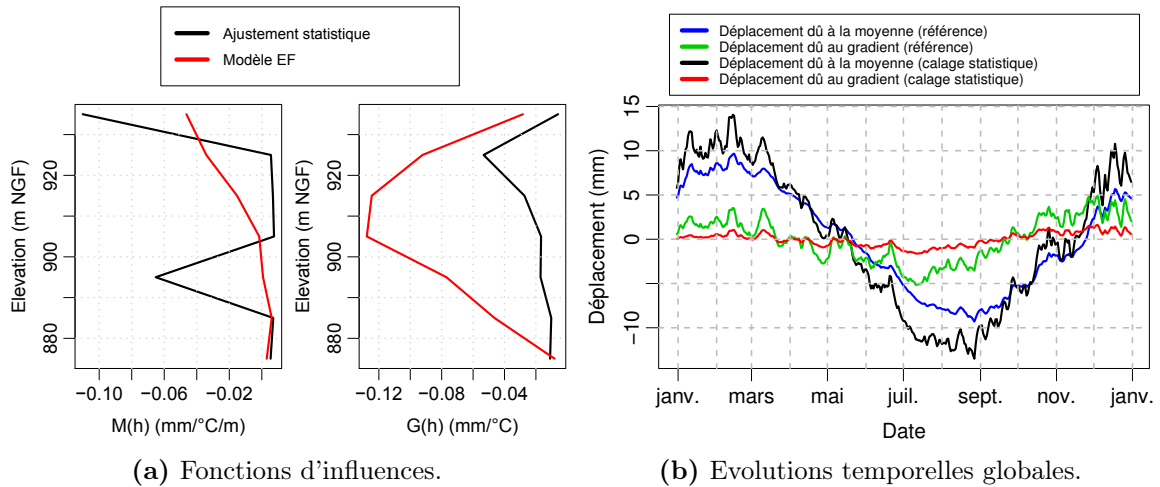 Ajustement statistique
Modèle EF
Elevation (m NGF)
880
900
920
−0.10
−0.06
−0.02
M(h) (mm/°C/m)
Elevation (m NGF)
880
900
920
−0.12
−0.08
−0.04
G(h) (mm/°C)
(a) Fonctions d'influences.
Déplacement dû à la moyenne (référence)
Déplacement dû au gradient (référence)
Déplacement dû à la moyenne (calage statistique)
Déplacement dû au gradient (calage statistique)
Déplacement (mm)
15
10
5
0
−10
janv.
mars
mai
juil.
sept.
nov.
janv.
Date
(b) Evolutions temporelles globales.